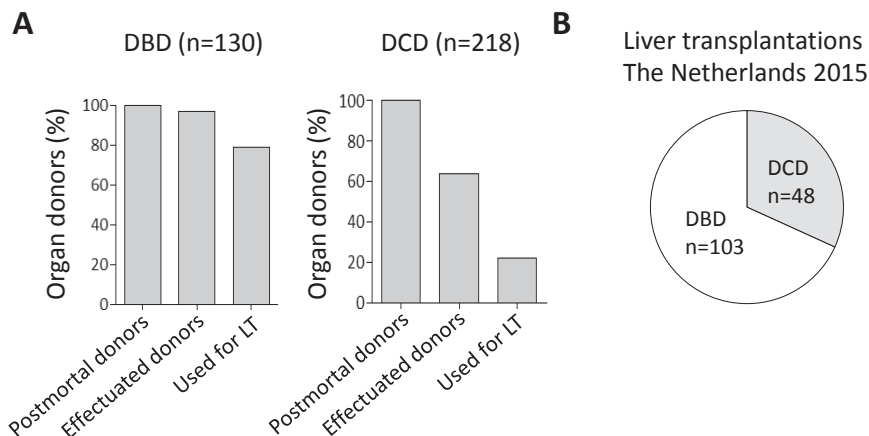 A
DBD (n=130)
Organ donors (%)
100
80
60
40
20
0
Postmortal donors
Effectuated donors
Used for LT
DCD (n=218)
Organ donors (%)
100
80
60
40
20
0
Postmortal donors
Effectuated donors
Used for LT
B
Liver transplantations
The Netherlands 2015
DCD
n=48
DBD
n=103